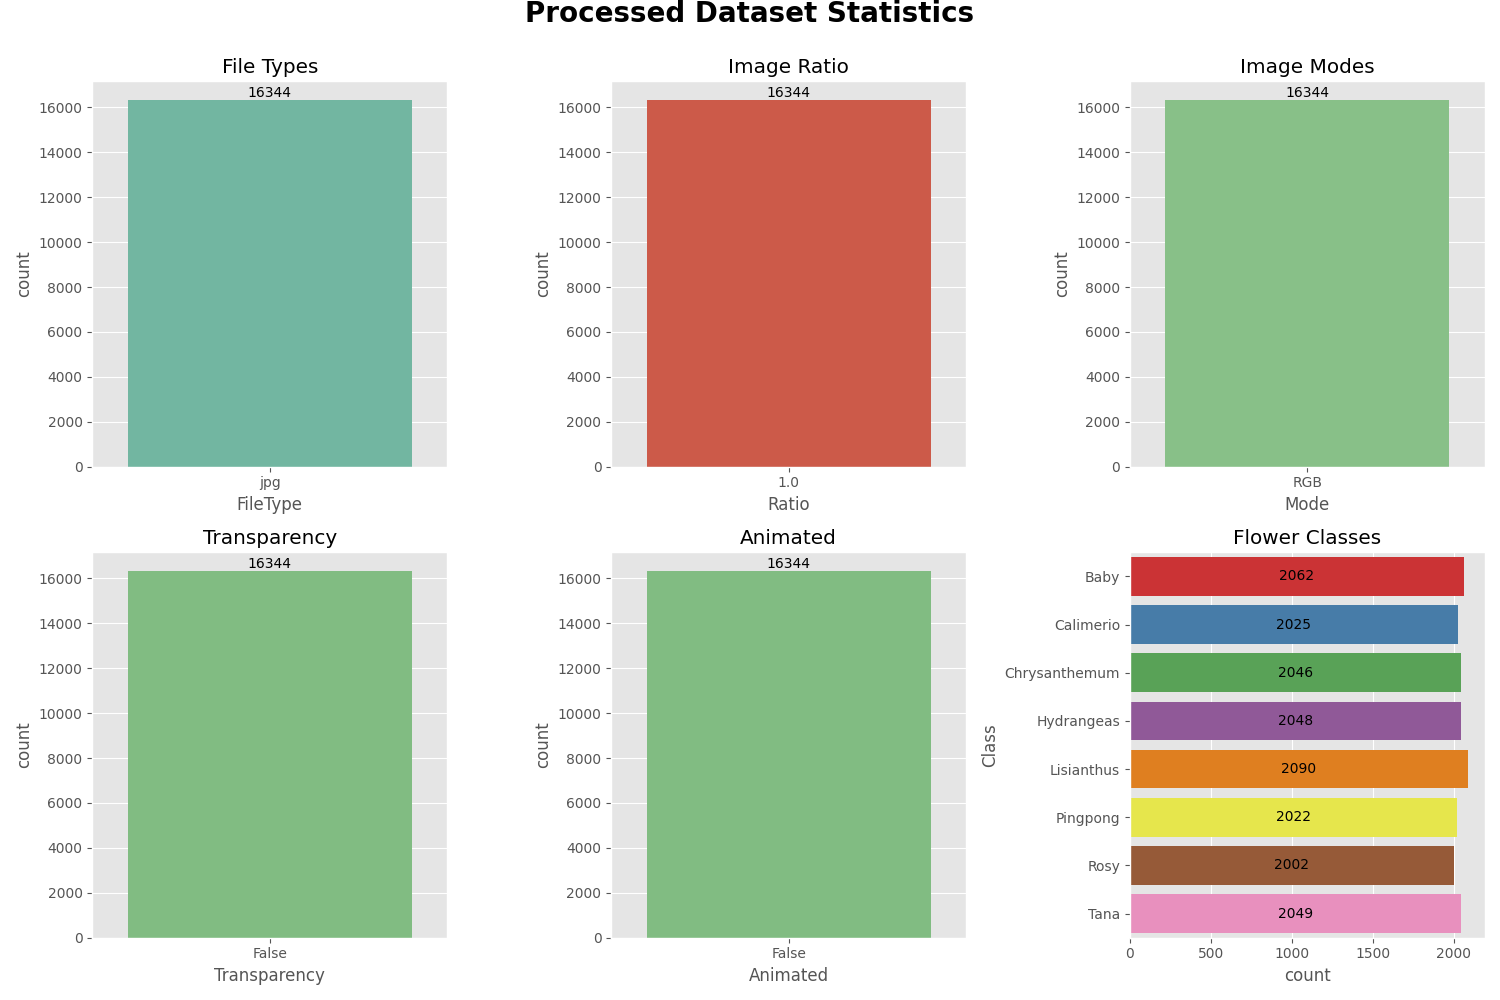 Processed Dataset Statistics
File Types
16344
16000
14000
12000
10000
8000
6000
4000
2000
0
count
jpg
FileType
Image Ratio
16344
16000
14000
12000
10000
8000
6000
4000
2000
0
count
1.0
Ratio
Image Modes
16344
16000
14000
12000
10000
8000
6000
4000
2000
0
count
RGB
Mode
Transparency
16344
16000
14000
12000
10000
8000
6000
4000
2000
0
count
False
Transparency
Animated
16344
16000
14000
12000
10000
8000
6000
4000
2000
0
count
False
Animated
Flower Classes
Class
Baby 2062
Calimerio 2025
Chrysanthemum 2046
Hydrangeas 2048
Lisianthus 2090
Pingpong 2022
Rosy 2002
Tana 2049
0 500 1000 1500 2000
count